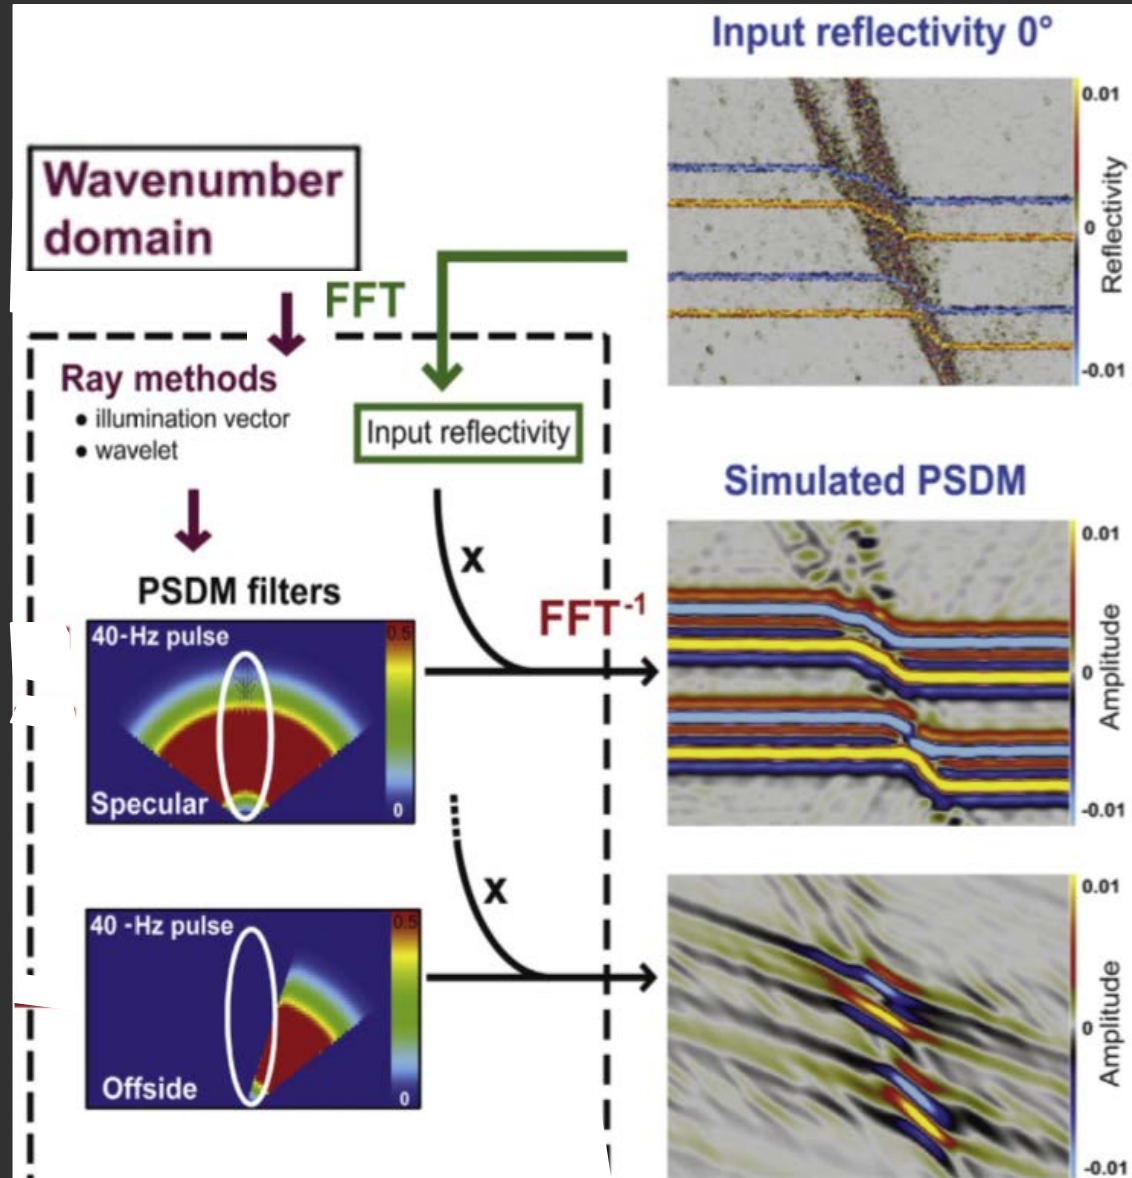 Input reflectivity 0°
0.01
0
-0.01
Reflectivity
Wavenumber
domain
FFT
Ray methods
• illumination vector
• wavelet
Input reflectivity
x
Simulated PSDM
0.01
0
-0.01
Amplitude
PSDM filters
FFT-1
40-Hz pulse
0.5
Specular
0
x
40 -Hz pulse
0.5
Offside
0
0.01
0
-0.01
Amplitude